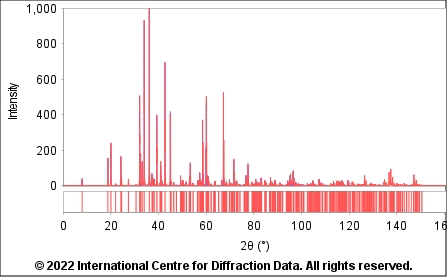 1,000
800
600
400
200
0
Intensity
0 20 40 60 80 100 120 140 16
2θ (°)
© 2022 International Centre for Diffraction Data. All rights reserved.